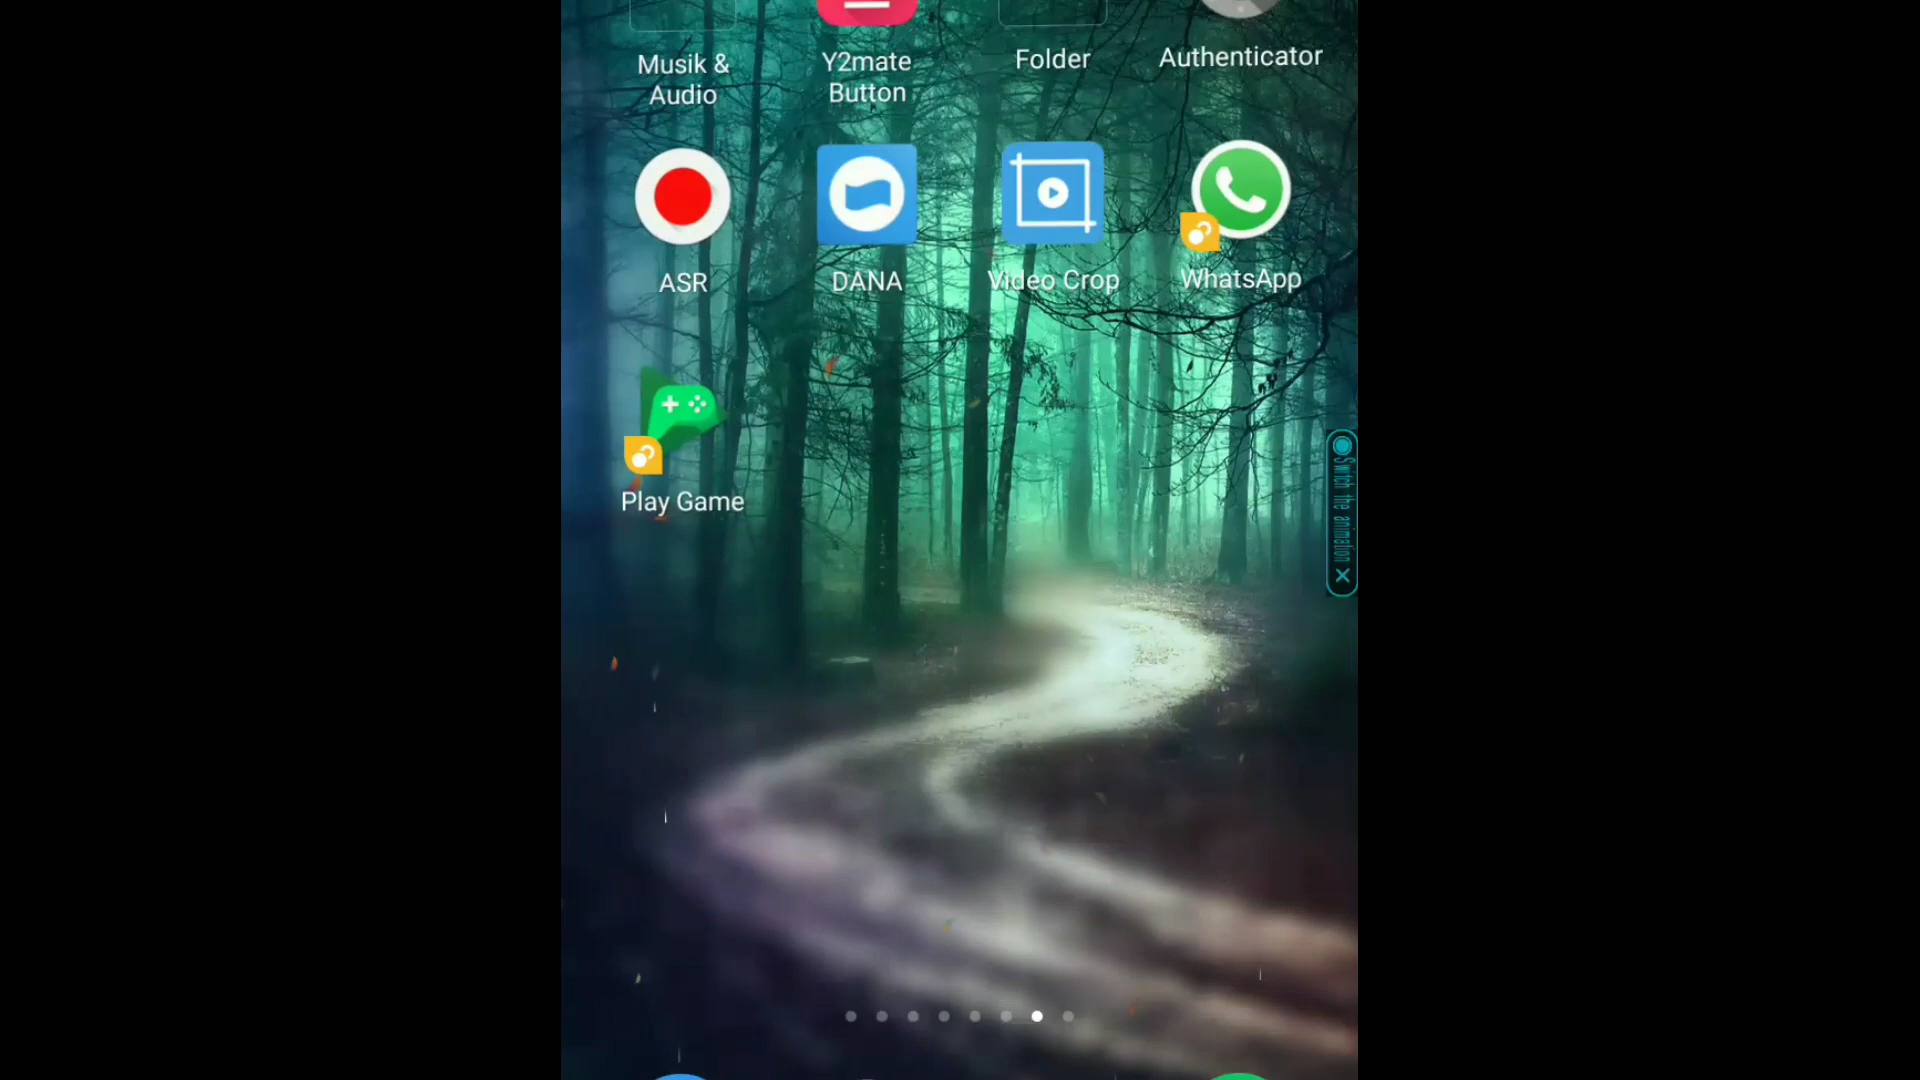 Musik &
Audio
Y2mate
Button
Folder
Authenticator
ASR
DANA
Video Crop
WhatsApp
Play Game
Switch the animation